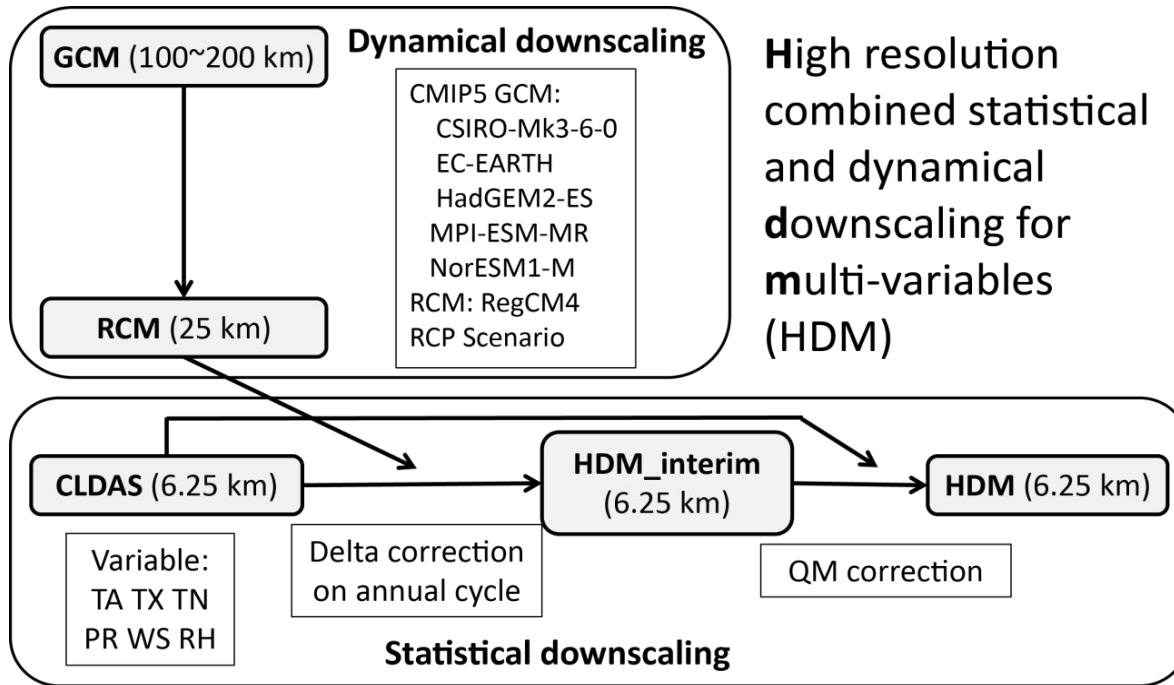 GCM (100~200 km)
Dynamical downscaling
CMIP5 GCM:
CSIRO-Mk3-6-0
EC-EARTH
HadGEM2-ES
MPI-ESM-MR
NorESM1-M
RCM: RegCM4
RCP Scenario
RCM (25 km)
High resolution
combined statistical
and dynamical
downscaling for
multi-variables
(HDM)
CLDAS (6.25 km)
HDM_interim
(6.25 km)
HDM (6.25 km)
Variable:
TA TX TN
PR WS RH
Delta correction
on annual cycle
QM correction
Statistical downscaling